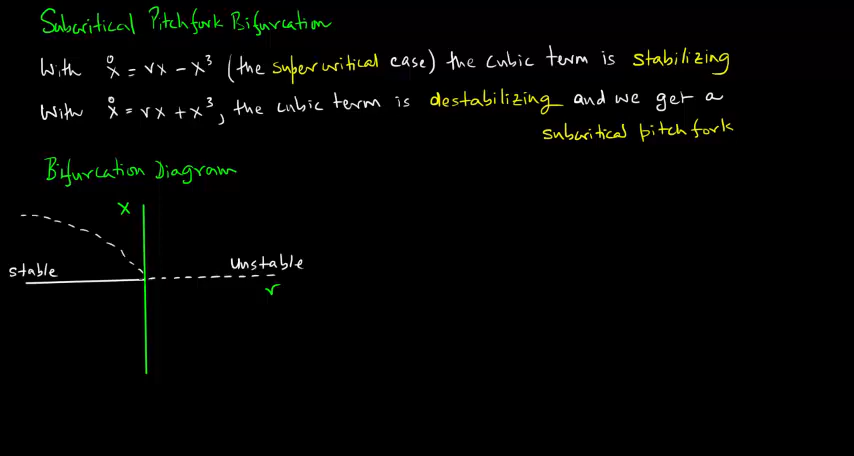 Subcritical Pitchfork Bifurcation
With ẋ = rx - x³ (the supercritical case) the cubic term is stabilizing
With ẋ = rx + x³, the cubic term is destabilizing and we get a
subcritical pitchfork
Bifurcation Diagram
x
stable
Unstable
r